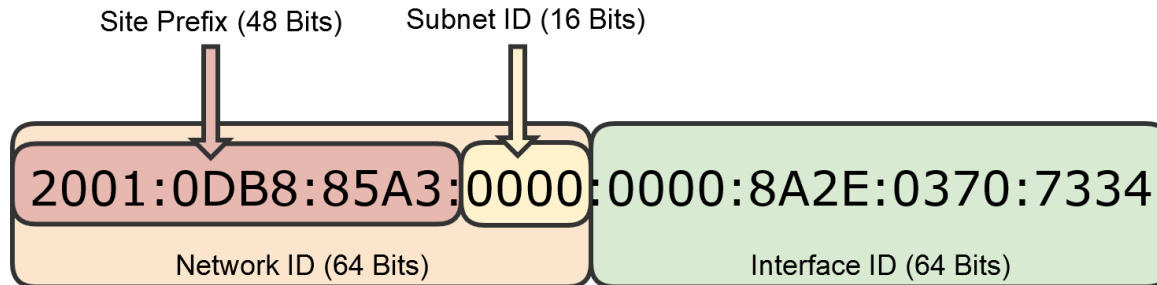 Site Prefix (48 Bits) Subnet ID (16 Bits)
2001:0DB8:85A3:0000:0000:8A2E:0370:7334
Network ID (64 Bits) Interface ID (64 Bits)